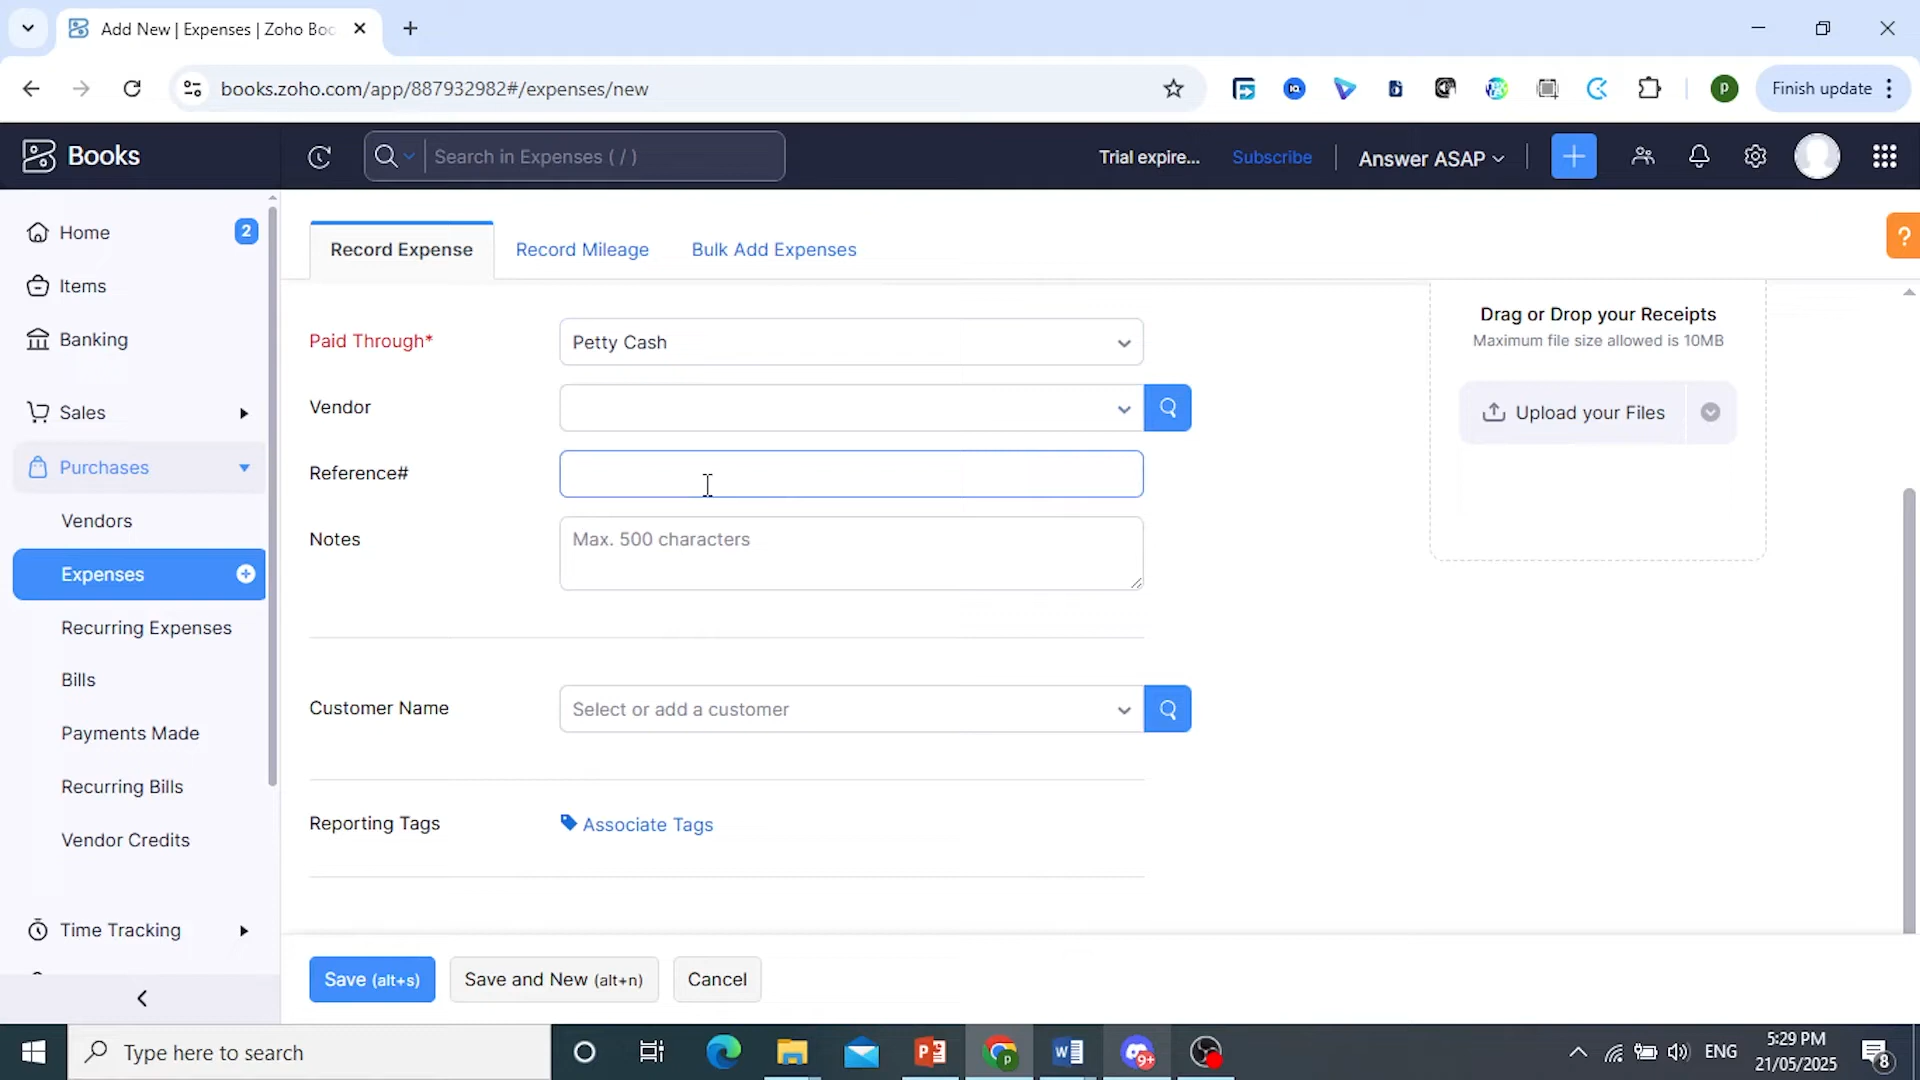 Add New | Expenses | Zoho Boo
books.zoho.com/app/887932982#/expenses/new
Finish update
Books
Search in Expenses ( / )
Trial expire...
Subscribe
Answer ASAP
Home
2
Items
Banking
Sales
Purchases
Vendors
Expenses
Recurring Expenses
Bills
Payments Made
Recurring Bills
Vendor Credits
Time Tracking
Record Expense
Record Mileage
Bulk Add Expenses
?
Paid Through*
Petty Cash
Vendor
Reference#
Notes
Max. 500 characters
Customer Name
Select or add a customer
Reporting Tags
Associate Tags
Drag or Drop your Receipts
Maximum file size allowed is 10MB
Upload your Files
Save (alt+s)
Save and New (alt+n)
Cancel
Type here to search
9+
ENG
5:29 PM
21/05/2025
8